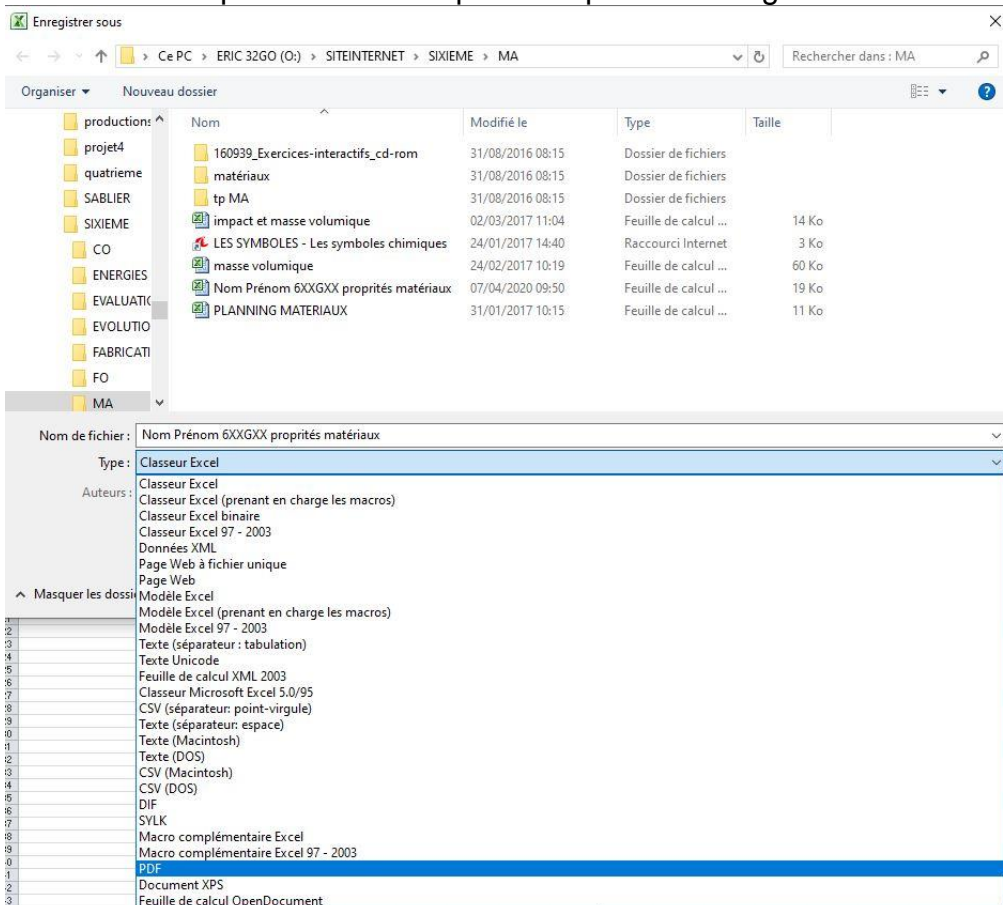 Enregistrer sous
Ce PC > ERIC 32GO (O:) > SITEINTERNET > SIXIEME > MA
Rechercher dans : MA
Organiser
Nouveau dossier
productions
projet4
quatrieme
SABLIER
SIXIEME
CO
ENERGIES
EVALUATIO
EVOLUTIO
FABRICATI
FO
MA
Nom Modifié le Type Taille
160939_Exercices-interactifs_cd-rom 31/08/2016 08:15 Dossier de fichiers
matériaux 31/08/2016 08:15 Dossier de fichiers
tp MA 31/08/2016 08:15 Dossier de fichiers
impact et masse volumique 02/03/2017 11:04 Feuille de calcul ... 14 Ko
LES SYMBOLES - Les symboles chimiques 24/01/2017 14:40 Raccourci Internet 3 Ko
masse volumique 24/02/2017 10:19 Feuille de calcul ... 60 Ko
Nom Prénom 6XXGXX proprités matériaux 07/04/2020 09:50 Feuille de calcul ... 19 Ko
PLANNING MATERIAUX 31/01/2017 10:15 Feuille de calcul ... 11 Ko
Nom de fichier : Nom Prénom 6XXGXX proprités matériaux
Type : Classeur Excel
Auteurs :
Masquer les dossi
Classeur Excel
Classeur Excel (prenant en charge les macros)
Classeur Excel binaire
Classeur Excel 97 - 2003
Données XML
Page Web à fichier unique
Page Web
Modèle Excel
Modèle Excel (prenant en charge les macros)
Modèle Excel 97 - 2003
Texte (séparateur : tabulation)
Texte Unicode
Feuille de calcul XML 2003
Classeur Microsoft Excel 5.0/95
CSV (séparateur: point-virgule)
Texte (séparateur: espace)
Texte (Macintosh)
Texte (DOS)
CSV (Macintosh)
CSV (DOS)
DIF
SYLK
Macro complémentaire Excel
Macro complémentaire Excel 97 - 2003
PDF
Document XPS
Feuille de calcul OpenDocument